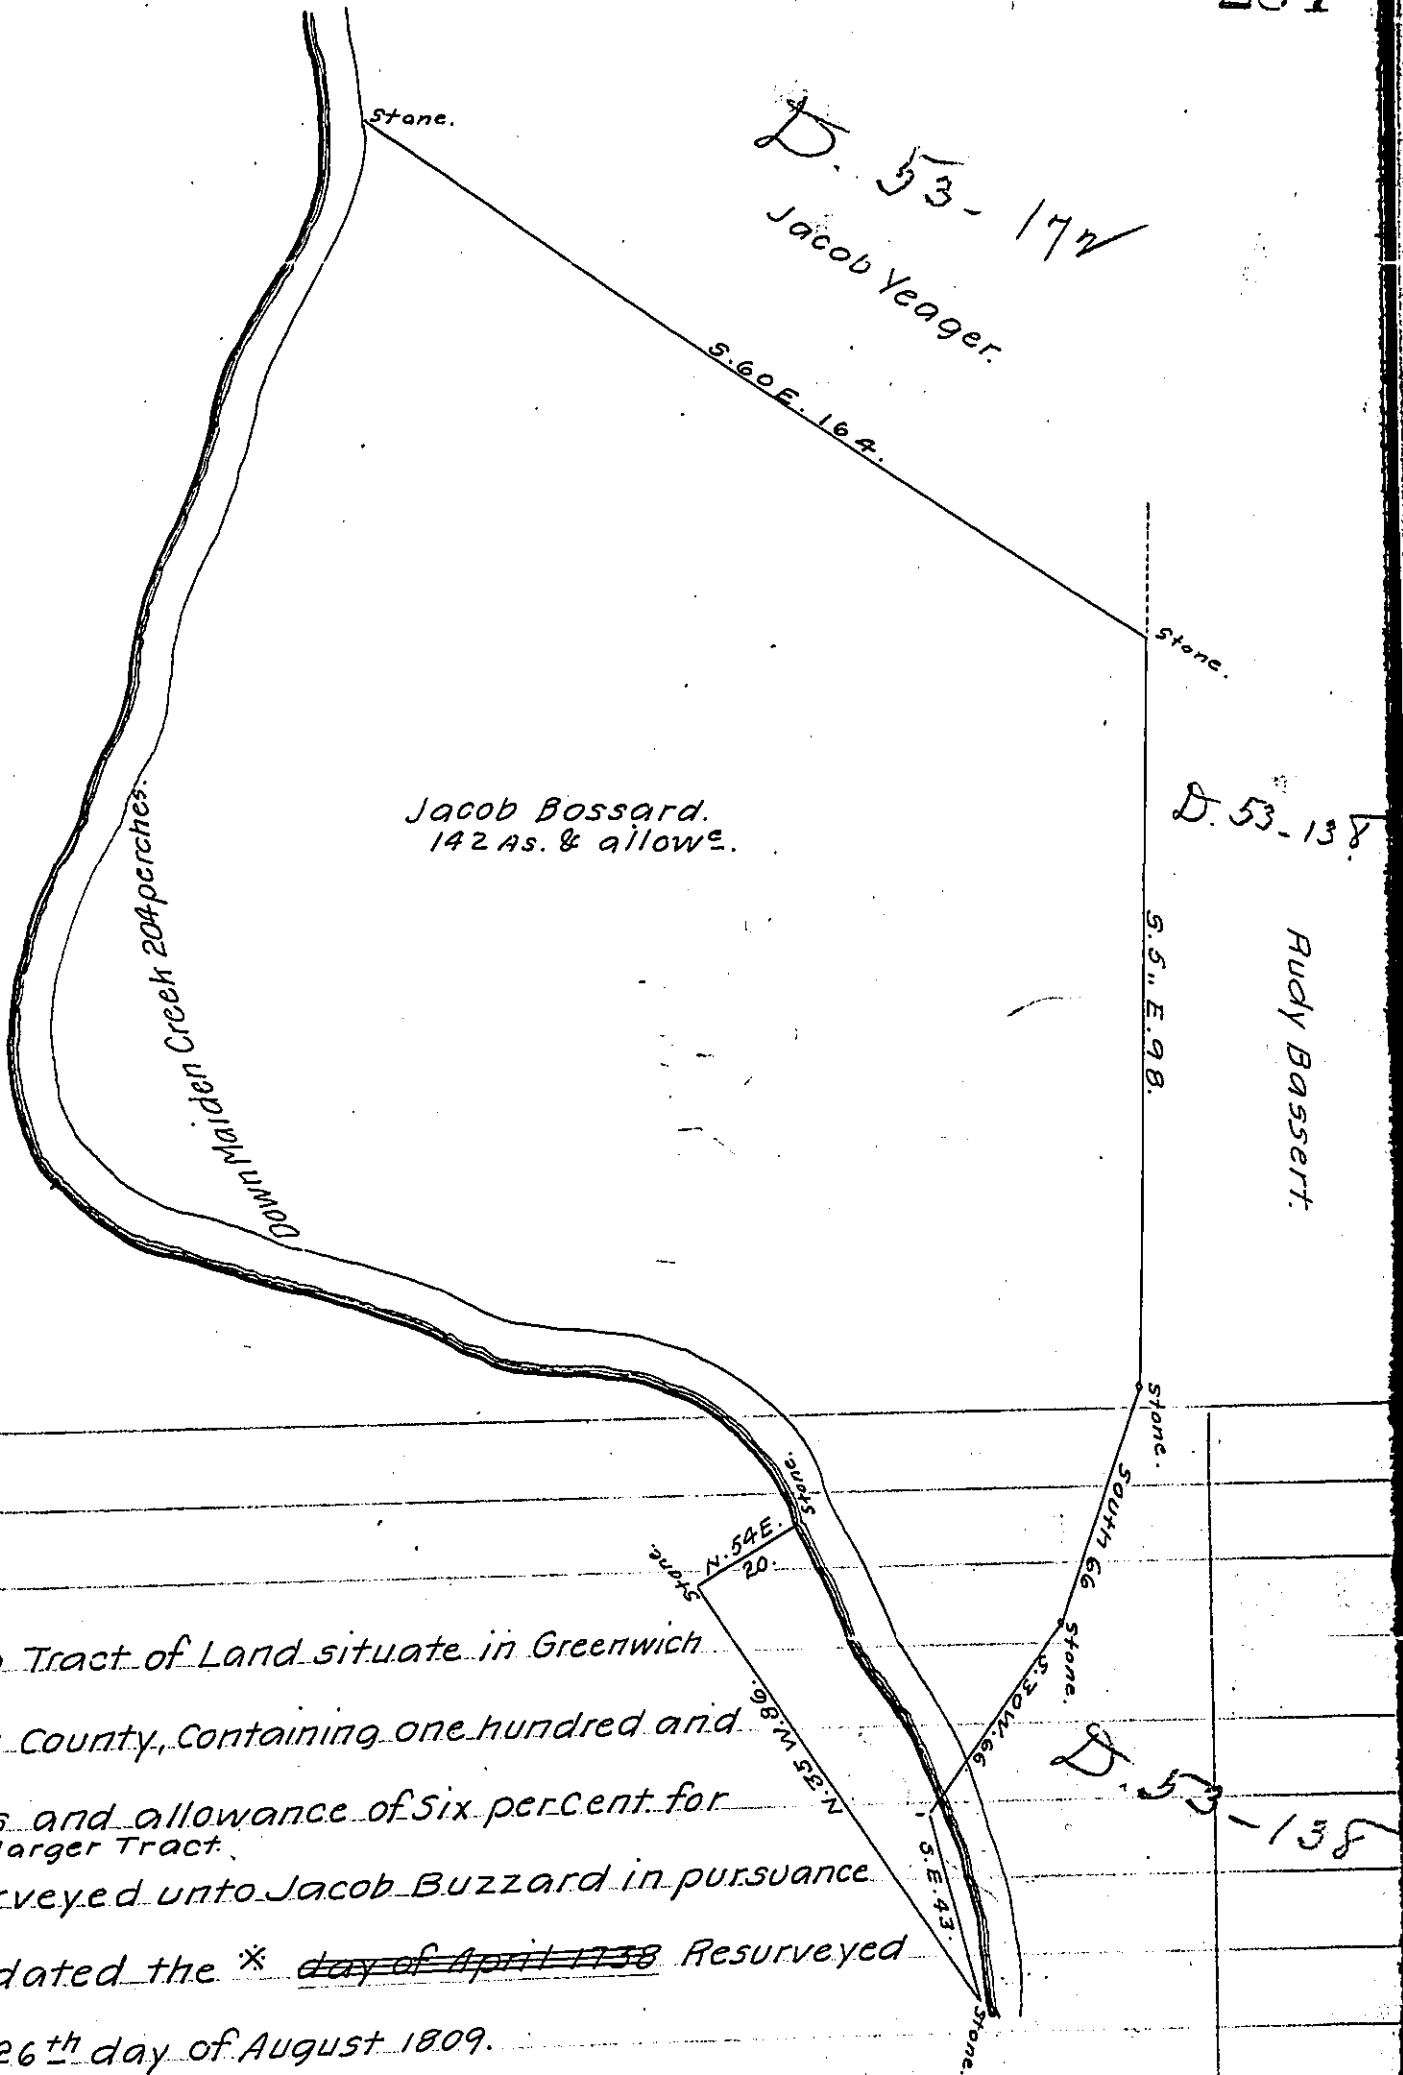 Stone.
D. 53-172
Jacob Yeager.
S. 60 E. 164.
Stone.
D. 53-138
Jacob Bossard.
142 As. & allowe.
Down Maiden Creek 204 perches.
S. 5.. E. 98.
Rudy Bassert.
Stone.
South 66
Stone.
N. 54 E.
20.
Stone.
Stone.
S. 30 W. 66
N. 35 W. 86.
S. E. 43.
D. 53-138
Stone.
Tract of Land situate in Greenwich
County, Containing one hundred and
and allowance of Six per Cent. for
larger Tract.
veyed unto Jacob Buzzard in pursuance
dated the * day of April 1738 Resurveyed
26th day of August 1809.